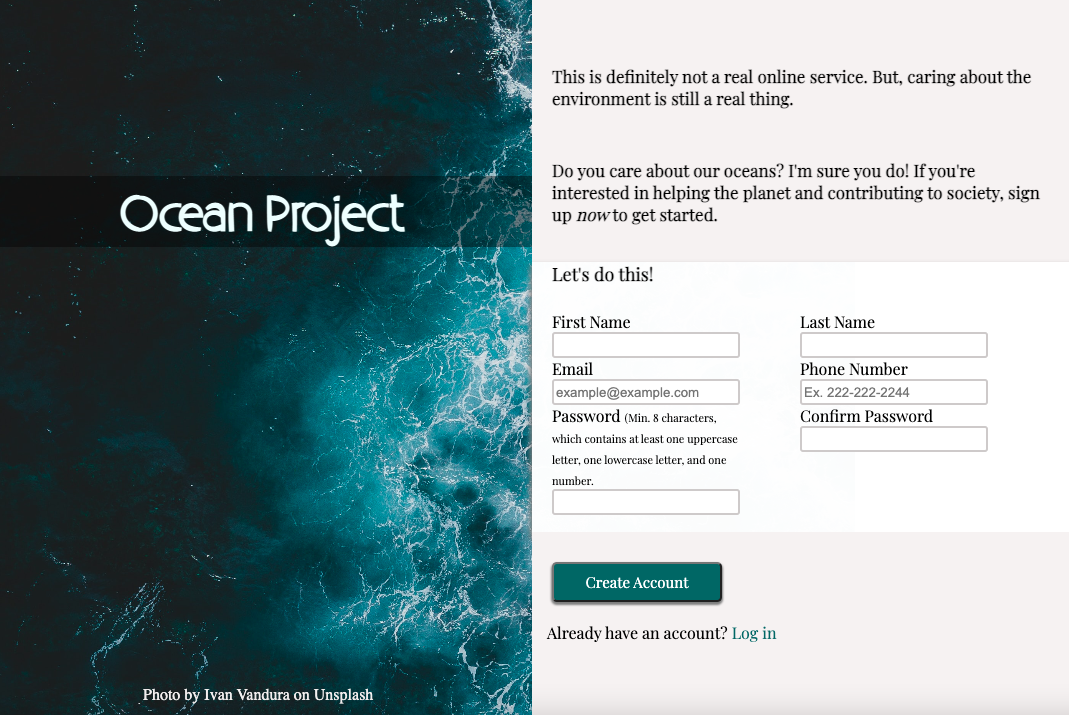 Ocean Project
Photo by Ivan Vandura on Unsplash
This is definitely not a real online service. But, caring about the
environment is still a real thing.
Do you care about our oceans? I'm sure you do! If you're
interested in helping the planet and contributing to society, sign
up now to get started.
Let's do this!
First Name
Last Name
Email
example@example.com
Phone Number
Ex. 222-222-2244
Password (Min. 8 characters,
which contains at least one uppercase
letter, one lowercase letter, and one
number.
Confirm Password
Create Account
Already have an account? Log in